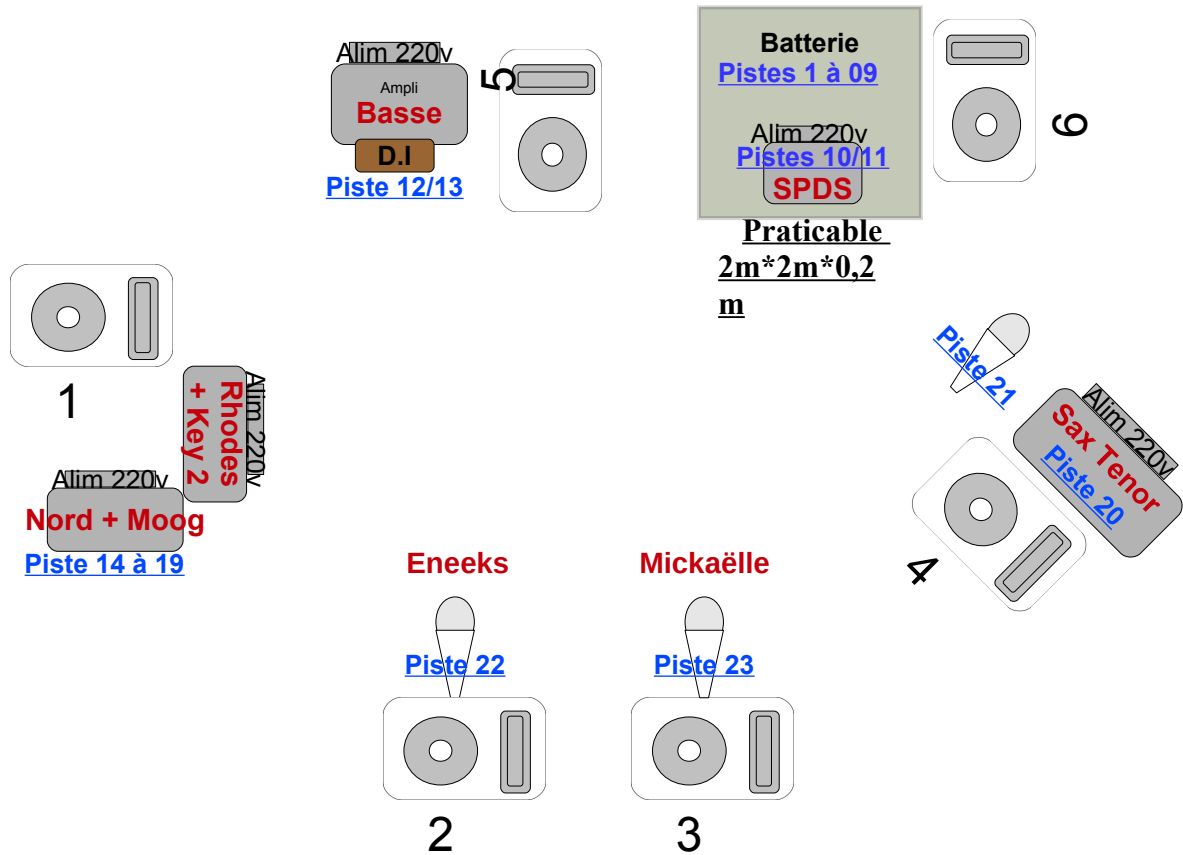 Alim 220v
Ampli
Basse
D.I
Piste 12/13
5
Batterie
Pistes 1 à 09
Alim 220v
Pistes 10/11
SPDS
Praticable
2m*2m*0,2
m
6
1
Rhodes
+ Key 2
Alim 220v
Alim 220v
Nord + Moog
Piste 14 à 19
Piste 21
Alim 220v
Sax Tenor
Piste 20
4
Eneeks
Piste 22
2
Mickaëlle
Piste 23
3